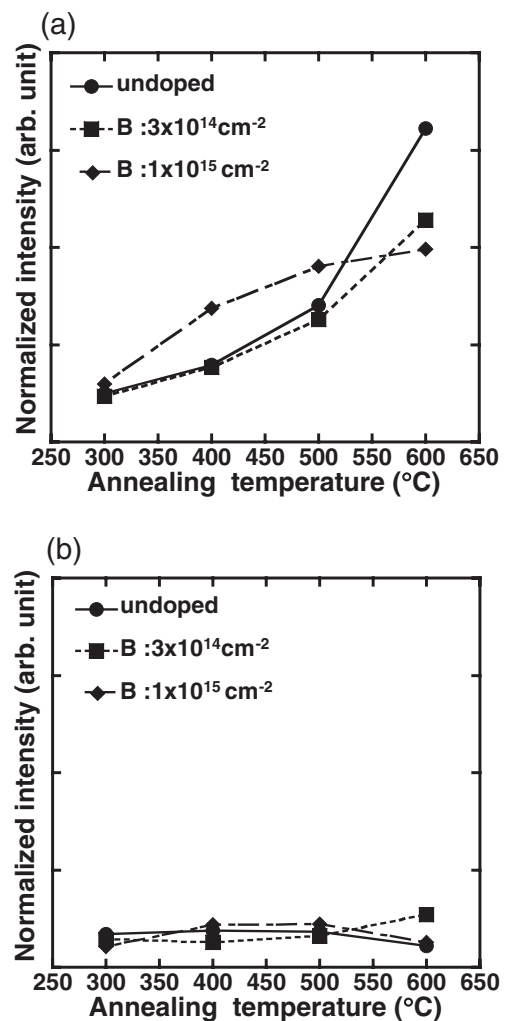 (a)
Normalized intensity (arb. unit)
undoped
B :3x10¹⁴cm⁻²
B :1x10¹⁵ cm⁻²
250 300 350 400 450 500 550 600 650
Annealing temperature (°C)
(b)
Normalized intensity (arb. unit)
undoped
B :3x10¹⁴cm⁻²
B :1x10¹⁵ cm⁻²
250 300 350 400 450 500 550 600 650
Annealing temperature (°C)